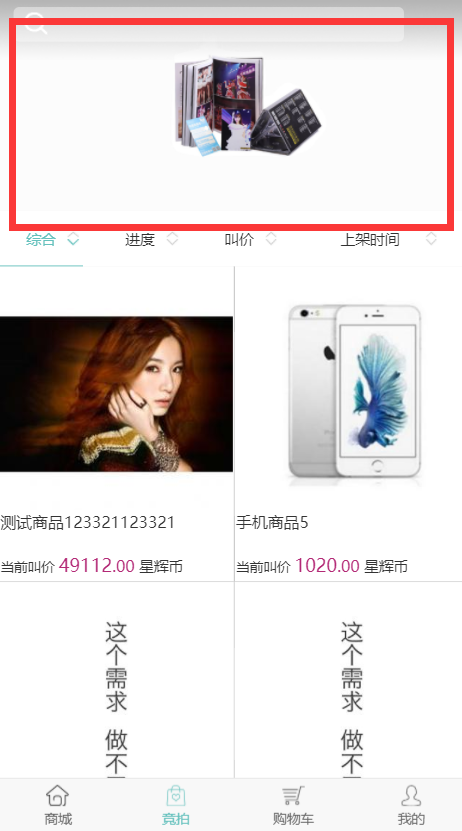 综合
进度
叫价
上架时间
测试商品123321123321
手机商品5
当前叫价 49112.00 星辉币
当前叫价 1020.00 星辉币
这个需求 做不
这个需求 做不
商城
竞拍
购物车
我的